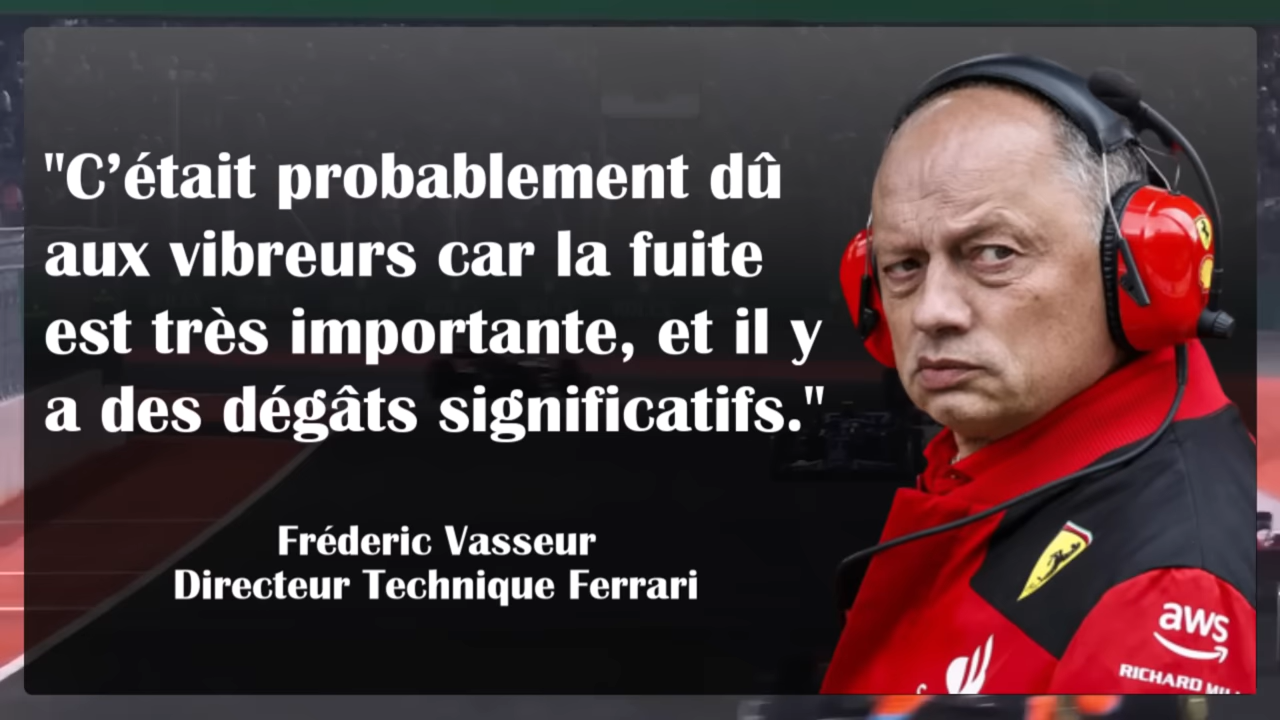 "C’était probablement dû
aux vibreurs car la fuite
est très importante, et il y
a des dégâts significatifs."
Fréderic Vasseur
Directeur Technique Ferrari
aws
RICHARD